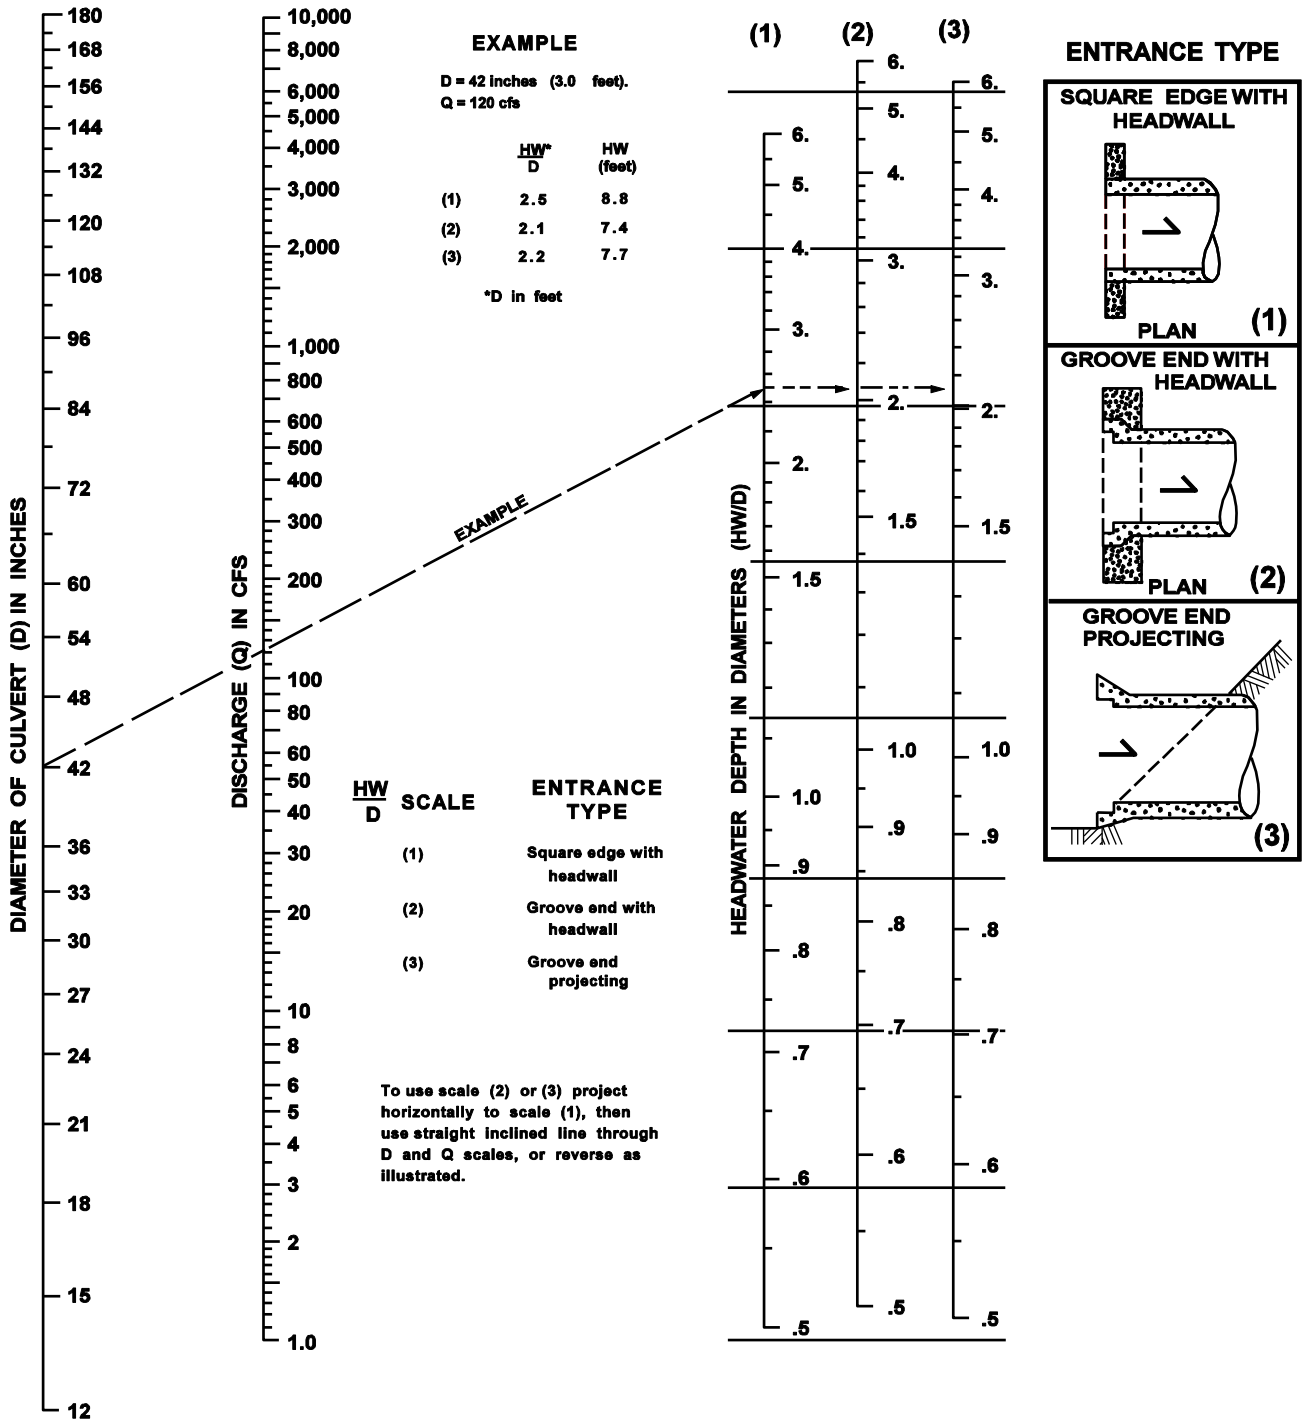 180
168
156
144
132
120
108
96
84
72
60
54
48
42
36
33
30
27
24
21
18
15
12
DIAMETER OF CULVERT (D) IN INCHES
10,000
8,000
6,000
5,000
4,000
3,000
2,000
1,000
800
600
500
400
300
200
100
80
60
50
40
30
20
10
8
6
5
4
3
2
1.0
DISCHARGE (Q) IN CFS
EXAMPLE
D = 42 inches (3.0 feet).
Q = 120 cfs
HW* HW
D (feet)
(1) 2.5 8.8
(2) 2.1 7.4
(3) 2.2 7.7
*D in feet
EXAMPLE
HW
D
SCALE
ENTRANCE
TYPE
(1) Square edge with
headwall
(2) Groove end with
headwall
(3) Groove end
projecting
To use scale (2) or (3) project
horizontally to scale (1), then
use straight inclined line through
D and Q scales, or reverse as
illustrated.
HEADWATER DEPTH IN DIAMETERS (HW/D)
(1)
6.
5.
4.
3.
2.
1.5
1.0
.9
.8
.7
.6
.5
(2)
6.
5.
4.
3.
2.
1.5
1.0
.9
.8
.7
.6
.5
(3)
6.
5.
4.
3.
2.
1.5
1.0
.9
.8
.7
.6
.5
ENTRANCE TYPE
SQUARE EDGE WITH
HEADWALL
PLAN
(1)
GROOVE END WITH
HEADWALL
PLAN
(2)
GROOVE END
PROJECTING
(3)